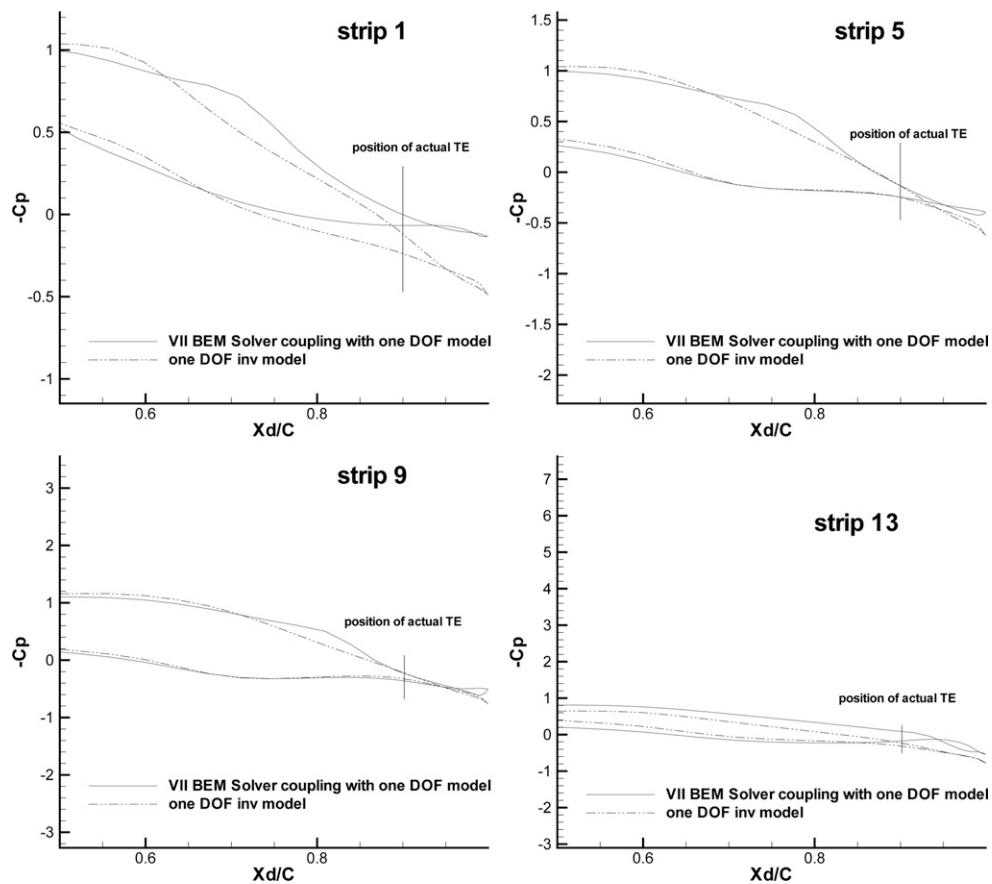 strip 1
1
0.5
0
-0.5
-1
-Cp
position of actual TE
VII BEM Solver coupling with one DOF model
one DOF inv model
0.6
0.8
Xd/C
strip 5
1.5
1
0.5
0
-0.5
-1
-1.5
-2
-Cp
position of actual TE
VII BEM Solver coupling with one DOF model
one DOF inv model
0.6
0.8
Xd/C
strip 9
3
2
1
0
-1
-2
-3
-Cp
position of actual TE
VII BEM Solver coupling with one DOF model
one DOF inv model
0.6
0.8
Xd/C
strip 13
7
6
5
4
3
2
1
0
-1
-2
-3
-Cp
position of actual TE
VII BEM Solver coupling with one DOF model
one DOF inv model
0.6
0.8
Xd/C